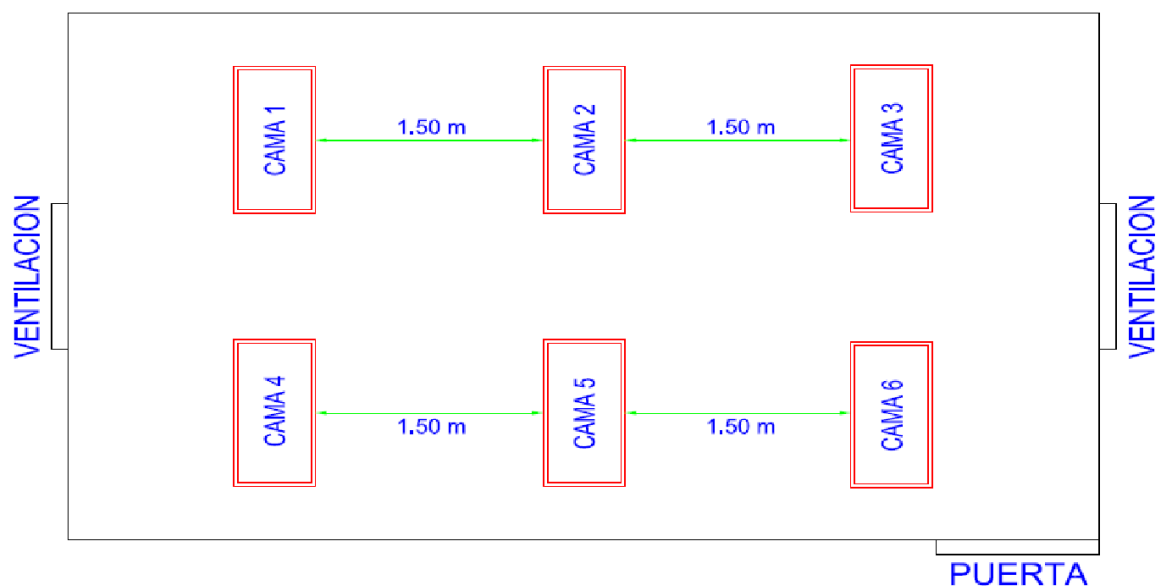 CAMA 1
1.50 m
CAMA 2
1.50 m
CAMA 3
VENTILACION
VENTILACION
CAMA 4
1.50 m
CAMA 5
1.50 m
CAMA 6
PUERTA